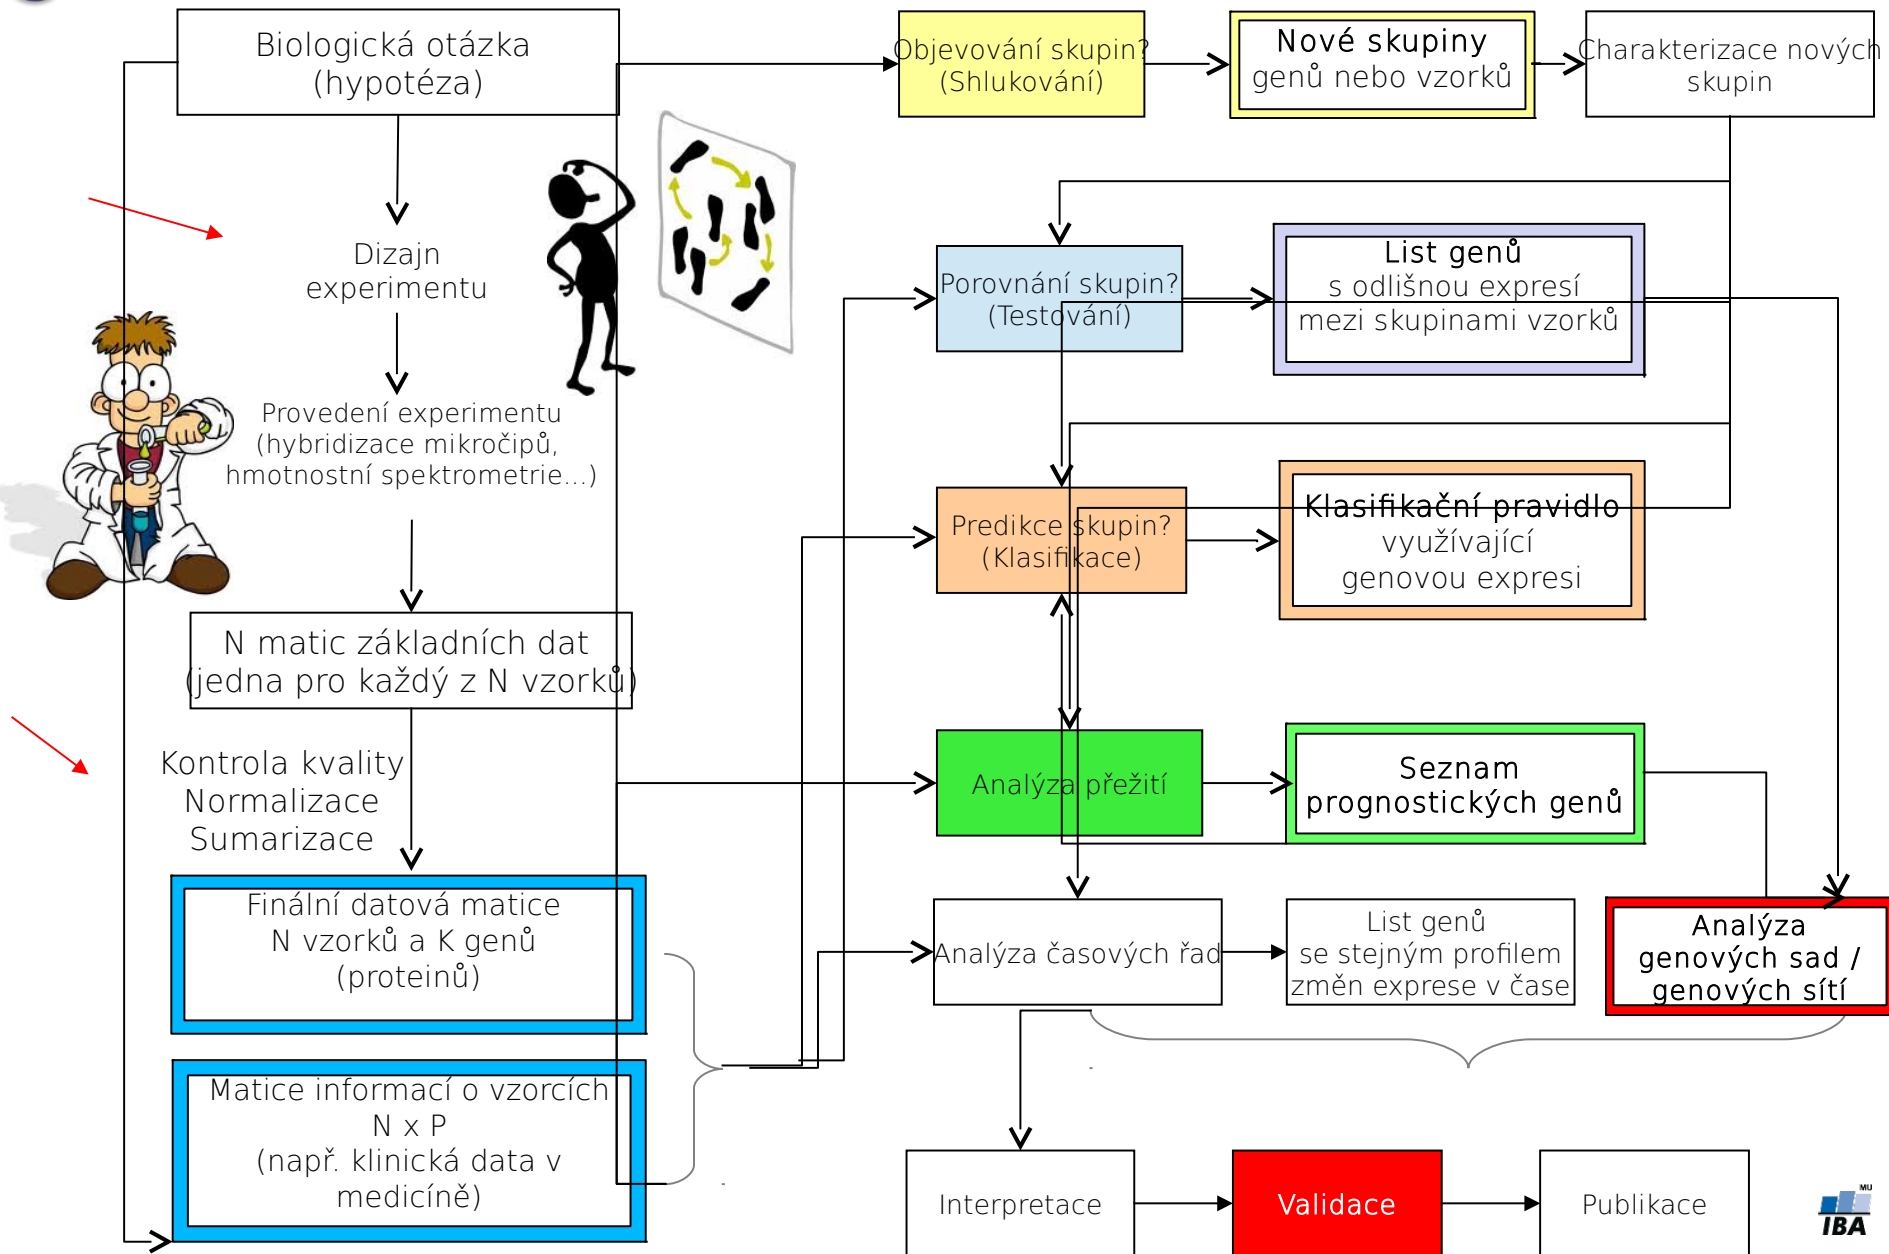 Biologická otázka
(hypotéza)
Dizajn
experimentu
Provedení experimentu
(hybridizace mikročipů,
hmotnostní spektrometrie...)
N matic základních dat
(jedna pro každý z N vzorků)
Kontrola kvality
Normalizace
Sumarizace
Finální datová matice
N vzorků a K genů
(proteinů)
Matice informací o vzorcích
N x P
(např. klinická data v
medicíně)
Objevování skupin?
(Shlukování)
Nové skupiny
genů nebo vzorků
Charakterizace nových
skupin
Porovnání skupin?
(Testování)
List genů
s odlišnou expresí
mezi skupinami vzorků
Predikce skupin?
(Klasifikace)
Klasifikační pravidlo
využívající
genovou expresi
Analýza přežití
Seznam
prognostických genů
Analýza časových řad
List genů
se stejným profilem
změn exprese v čase
Analýza
genových sad /
genových sítí
Interpretace
Validace
Publikace
MU
IBA